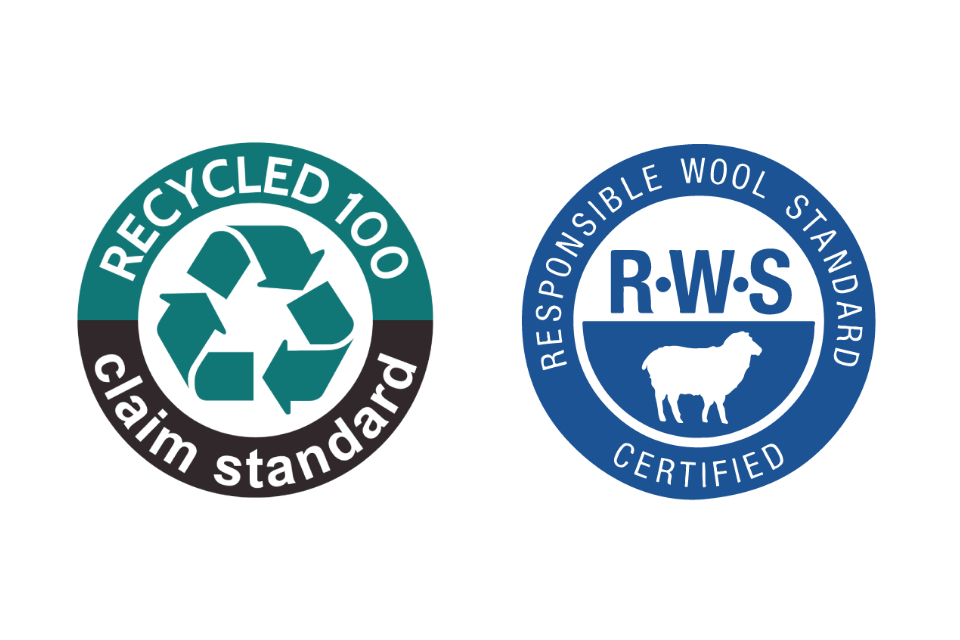 RECYCLED 100
claim standard
RESPONSIBLE WOOL STANDARD
R·W·S
CERTIFIED